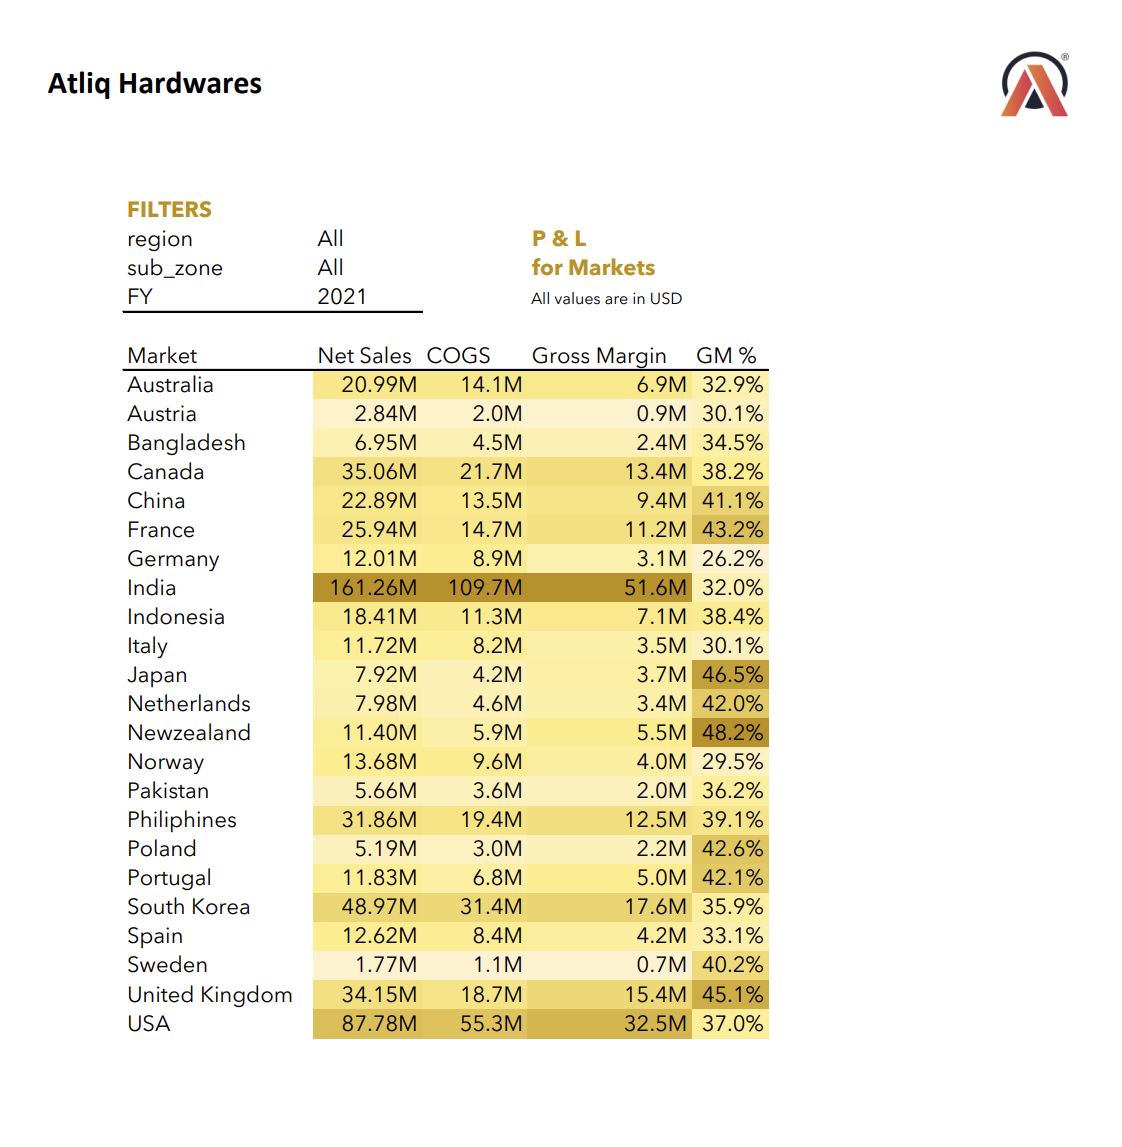 Atliq Hardwares
®
FILTERS
region All P & L
sub_zone All for Markets
FY 2021 All values are in USD
Market Net Sales COGS Gross Margin GM %
Australia 20.99M 14.1M 6.9M 32.9%
Austria 2.84M 2.0M 0.9M 30.1%
Bangladesh 6.95M 4.5M 2.4M 34.5%
Canada 35.06M 21.7M 13.4M 38.2%
China 22.89M 13.5M 9.4M 41.1%
France 25.94M 14.7M 11.2M 43.2%
Germany 12.01M 8.9M 3.1M 26.2%
India 161.26M 109.7M 51.6M 32.0%
Indonesia 18.41M 11.3M 7.1M 38.4%
Italy 11.72M 8.2M 3.5M 30.1%
Japan 7.92M 4.2M 3.7M 46.5%
Netherlands 7.98M 4.6M 3.4M 42.0%
Newzealand 11.40M 5.9M 5.5M 48.2%
Norway 13.68M 9.6M 4.0M 29.5%
Pakistan 5.66M 3.6M 2.0M 36.2%
Philiphines 31.86M 19.4M 12.5M 39.1%
Poland 5.19M 3.0M 2.2M 42.6%
Portugal 11.83M 6.8M 5.0M 42.1%
South Korea 48.97M 31.4M 17.6M 35.9%
Spain 12.62M 8.4M 4.2M 33.1%
Sweden 1.77M 1.1M 0.7M 40.2%
United Kingdom 34.15M 18.7M 15.4M 45.1%
USA 87.78M 55.3M 32.5M 37.0%